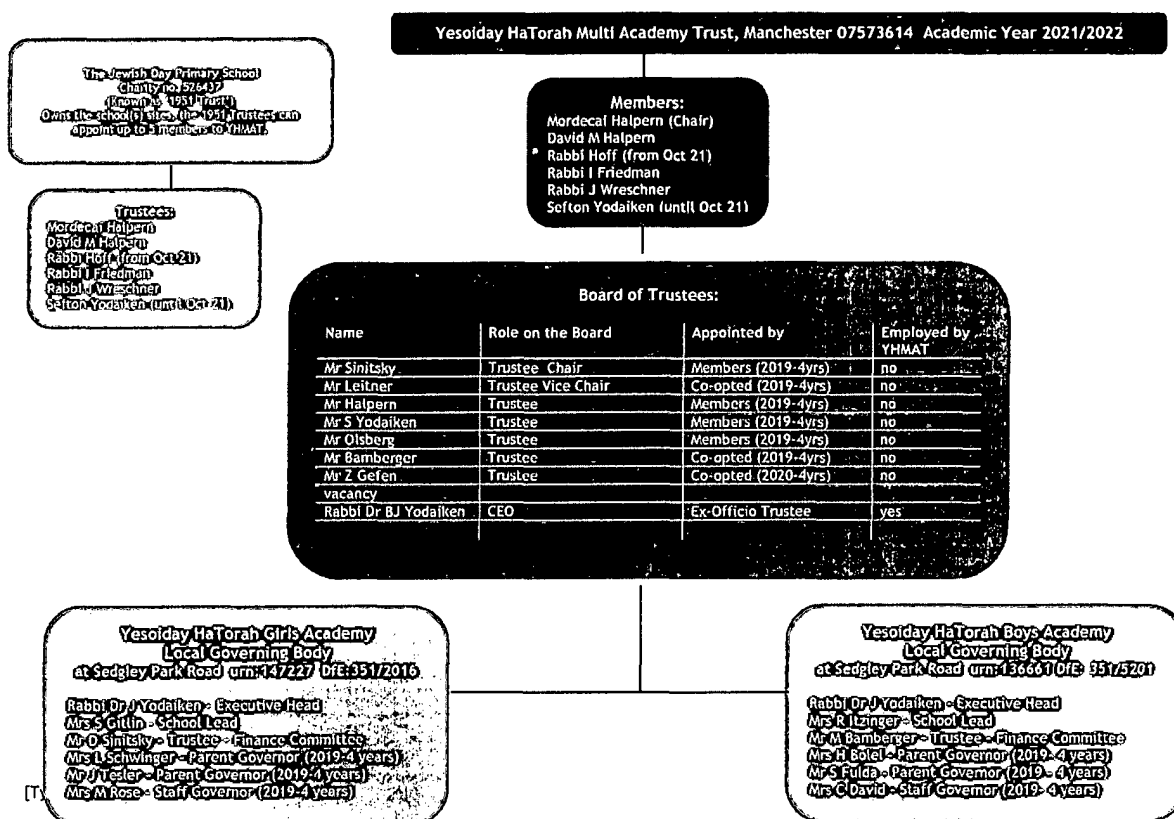 Yesoiday HaTorah Multi Academy Trust, Manchester 07573614 Academic Year 2021/2022
The Jewish Day Primary School
Charity no. 526437
(Known as '1951 Trust')
Owns the school(s) sites, the 1951 Trustees can
appoint up to 5 members to YHMAT.
Trustees:
Mordecai Halpern
David M Halpern
Rabbi Hoff (from Oct 21)
Rabbi I Friedman
Rabbi J Wreschner
Sefton Yodaiken (until Oct 21)
Members:
Mordecai Halpern (Chair)
David M Halpern
Rabbi Hoff (from Oct 21)
Rabbi I Friedman
Rabbi J Wreschner
Sefton Yodaiken (until Oct 21)
Board of Trustees:
Name Role on the Board Appointed by Employed by
YHMAT
Mr Sinitsky Trustee Chair Members (2019-4yrs) no
Mr Leitner Trustee Vice Chair Co-opted (2019-4yrs) no
Mr Halpern Trustee Members (2019-4yrs) no
Mr S Yodaiken Trustee Members (2019-4yrs) no
Mr Olsberg Trustee Members (2019-4yrs) no
Mr Bamberger Trustee Co-opted (2019-4yrs) no
Mr Z Gefen Trustee Co-opted (2020-4yrs) no
vacancy
Rabbi Dr BJ Yodaiken CEO Ex-Officio Trustee yes
Yesoiday HaTorah Girls Academy
Local Governing Body
at Sedgley Park Road urn:147227 DfE:351/2016
Rabbi Dr J Yodaiken - Executive Head
Mrs S Gitlin - School Lead
Mr D Sinitsky - Trustee - Finance Committee
Mrs L Schwinger - Parent Governor (2019-4 years)
Mr J Tesler - Parent Governor (2019-4 years)
Mrs M Rose - Staff Governor (2019-4 years)
Yesoiday HaTorah Boys Academy
Local Governing Body
at Sedgley Park Road urn:136661 DfE: 351/5201
Rabbi Dr J Yodaiken - Executive Head
Mrs R Itzinger - School Lead
Mr M Bamberger - Trustee - Finance Committee
Mrs H Bolel - Parent Governor (2019- 4 years)
Mr S Fulda - Parent Governor (2019 - 4 years)
Mrs C David - Staff Governor (2019- 4 years)